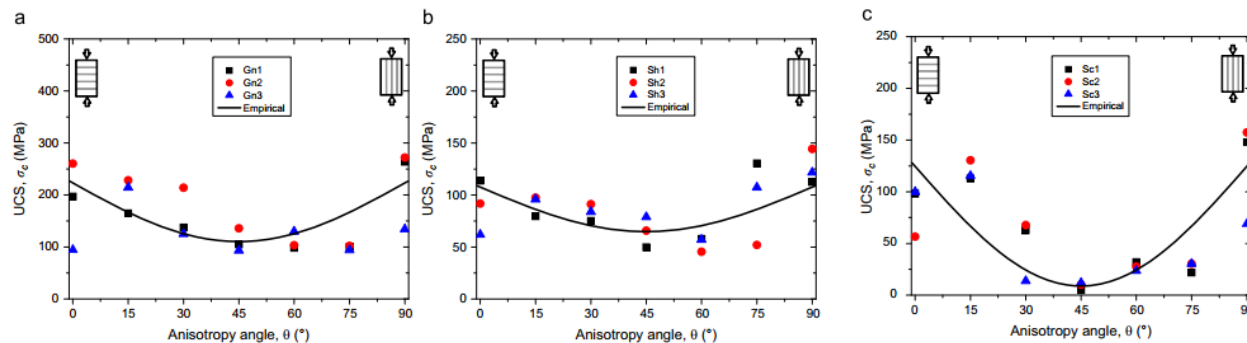 a
500
400
300
200
100
0
UCS, σc (MPa)
Gn1
Gn2
Gn3
Empirical
0 15 30 45 60 75 90
Anisotropy angle, θ (°)
b
250
200
150
100
50
0
UCS, σc (MPa)
Sh1
Sh2
Sh3
Empirical
0 15 30 45 60 75 90
Anisotropy angle, θ (°)
c
250
200
150
100
50
0
UCS, σc (MPa)
Sc1
Sc2
Sc3
Empirical
0 15 30 45 60 75 90
Anisotropy angle, θ (°)